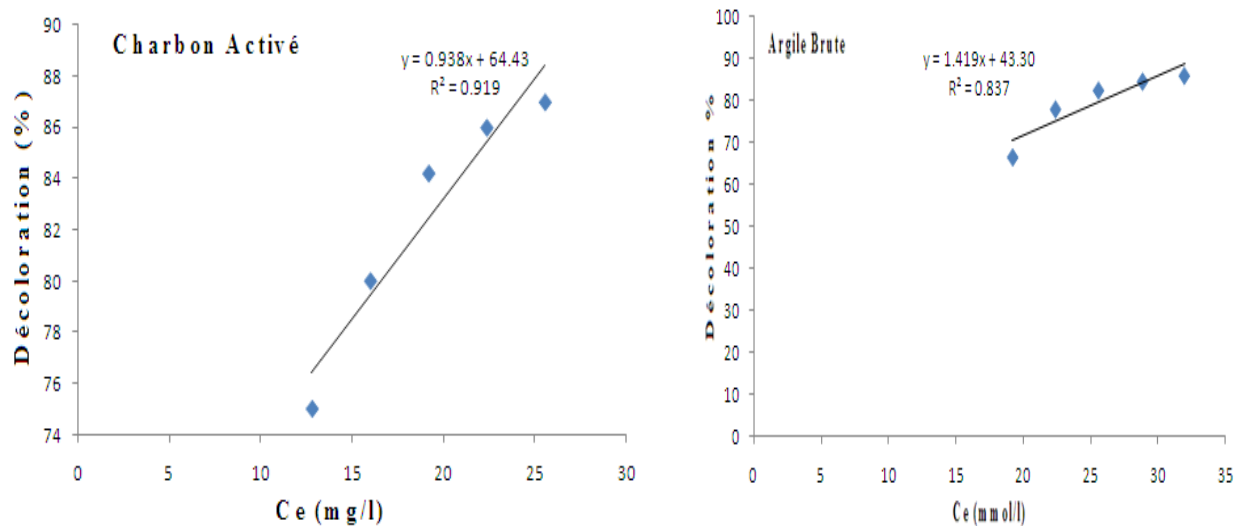 Charbon Activé
y = 0.938x + 64.43
R² = 0.919
Décoloration (%)
90
88
86
84
82
80
78
76
74
0 5 10 15 20 25 30
Ce (mg/l)
Argile Brute
y = 1.419x + 43.30
R² = 0.837
Décoloration %
100
90
80
70
60
50
40
30
20
10
0
0 5 10 15 20 25 30 35
Ce (mmol/l)